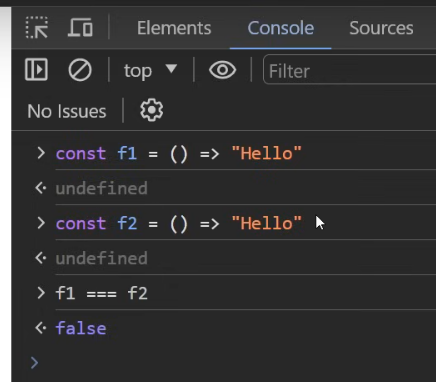 Elements Console Sources
top ▼ Filter
No Issues
> const f1 = () => "Hello"
<· undefined
> const f2 = () => "Hello"
<· undefined
> f1 === f2
<· false
>